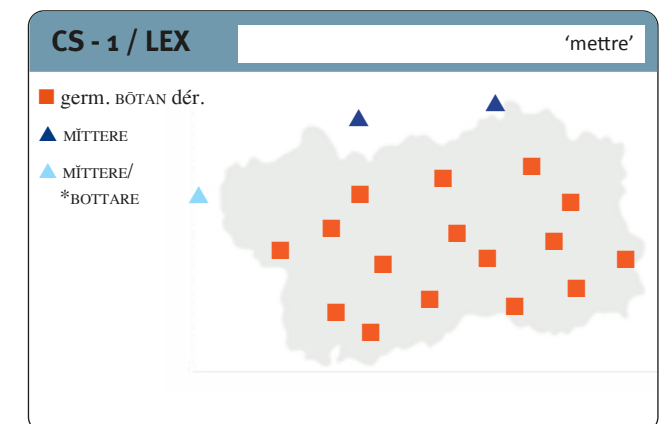 CS - 1 / LEX
‘mettre’
germ. BŌTAN dér.
MĬTTERE
MĬTTERE/
*BOTTARE